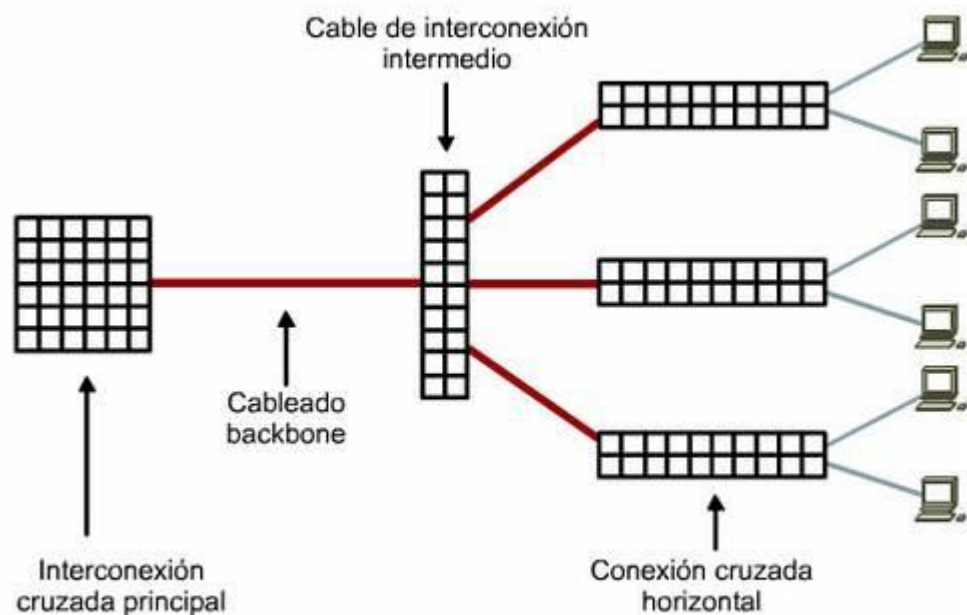 Cable de interconexión
intermedio
Cableado
backbone
Interconexión
cruzada principal
Conexión cruzada
horizontal